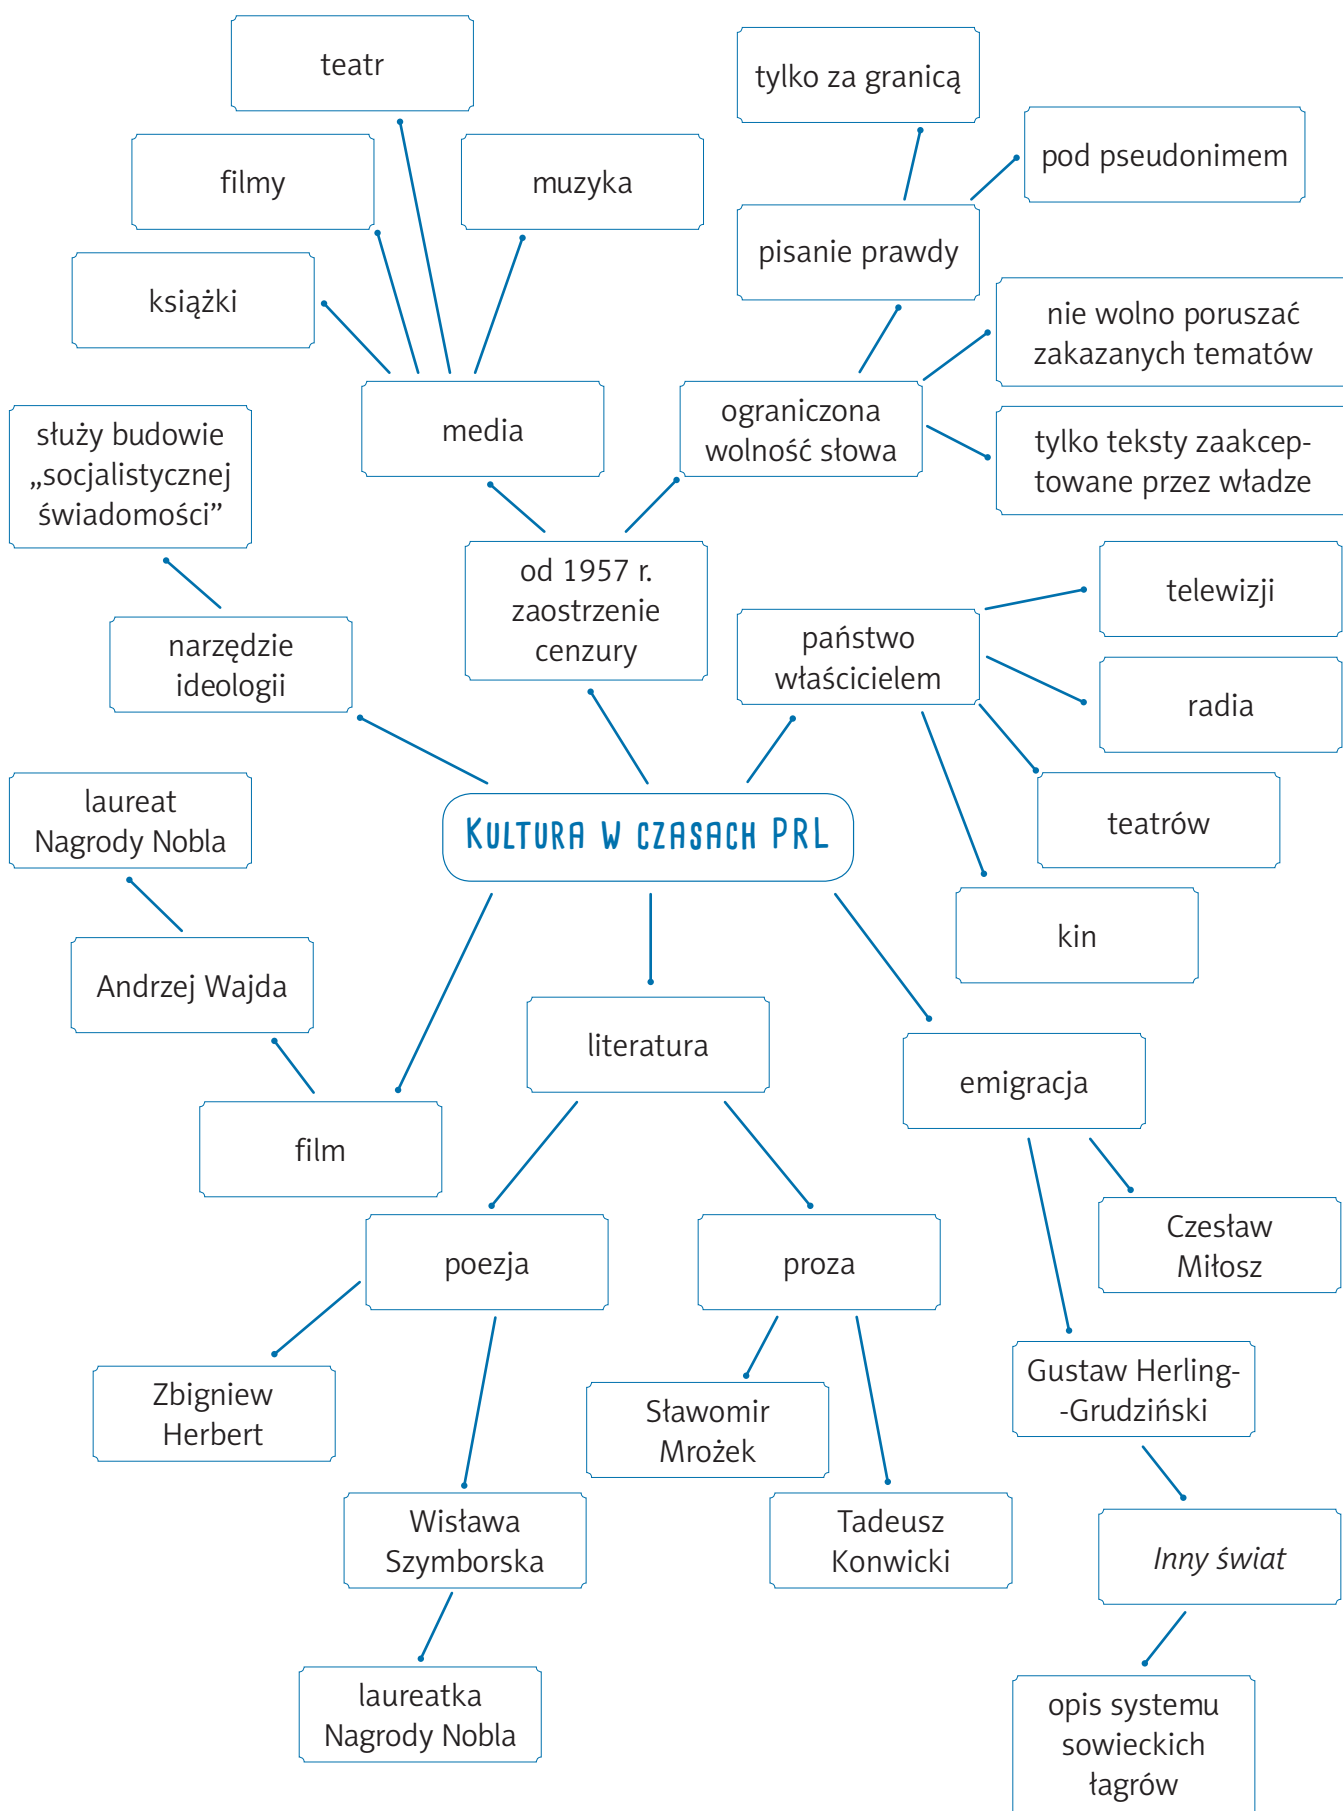 teatr
tylko za granicą
filmy
muzyka
pod pseudonimem
pisanie prawdy
książki
nie wolno poruszać
zakazanych tematów
media
ograniczona
wolność słowa
służy budowie
„socjalistycznej
świadomości”
tylko teksty zaakcep-
towane przez władze
od 1957 r.
zaostrzenie
cenzury
telewizji
narzędzie
ideologii
państwo
właścicielem
radia
laureat
Nagrody Nobla
KULTURA W CZASACH PRL
teatrów
kin
Andrzej Wajda
literatura
emigracja
film
Czesław
Miłosz
poezja
proza
Zbigniew
Herbert
Sławomir
Mrożek
Gustaw Herling-
-Grudziński
Wisława
Szymborska
Tadeusz
Konwicki
Inny świat
laureatka
Nagrody Nobla
opis systemu
sowieckich
łagrów